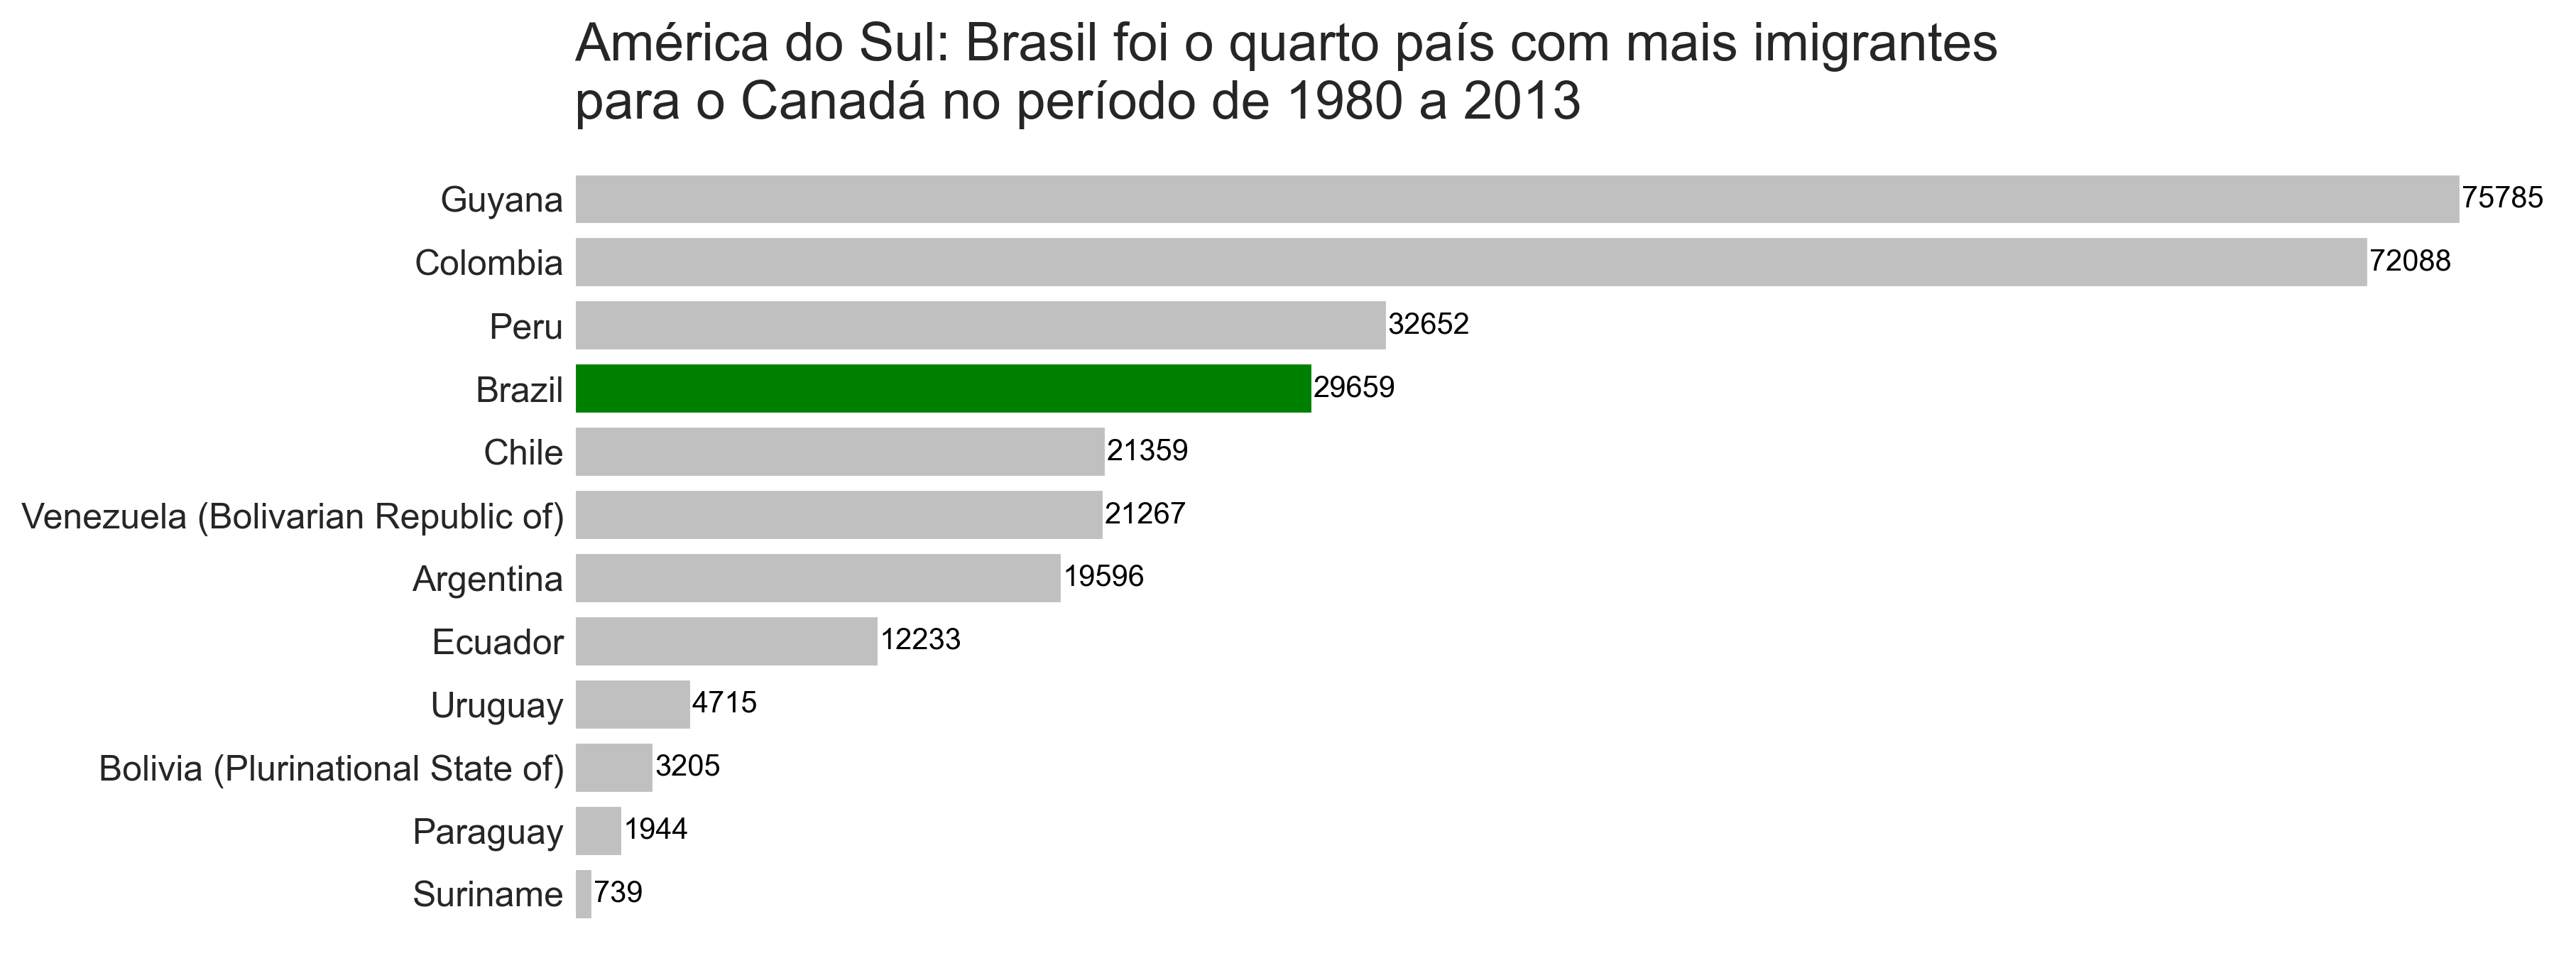 América do Sul: Brasil foi o quarto país com mais imigrantes
para o Canadá no período de 1980 a 2013
Guyana 75785
Colombia 72088
Peru 32652
Brazil 29659
Chile 21359
Venezuela (Bolivarian Republic of) 21267
Argentina 19596
Ecuador 12233
Uruguay 4715
Bolivia (Plurinational State of) 3205
Paraguay 1944
Suriname 739